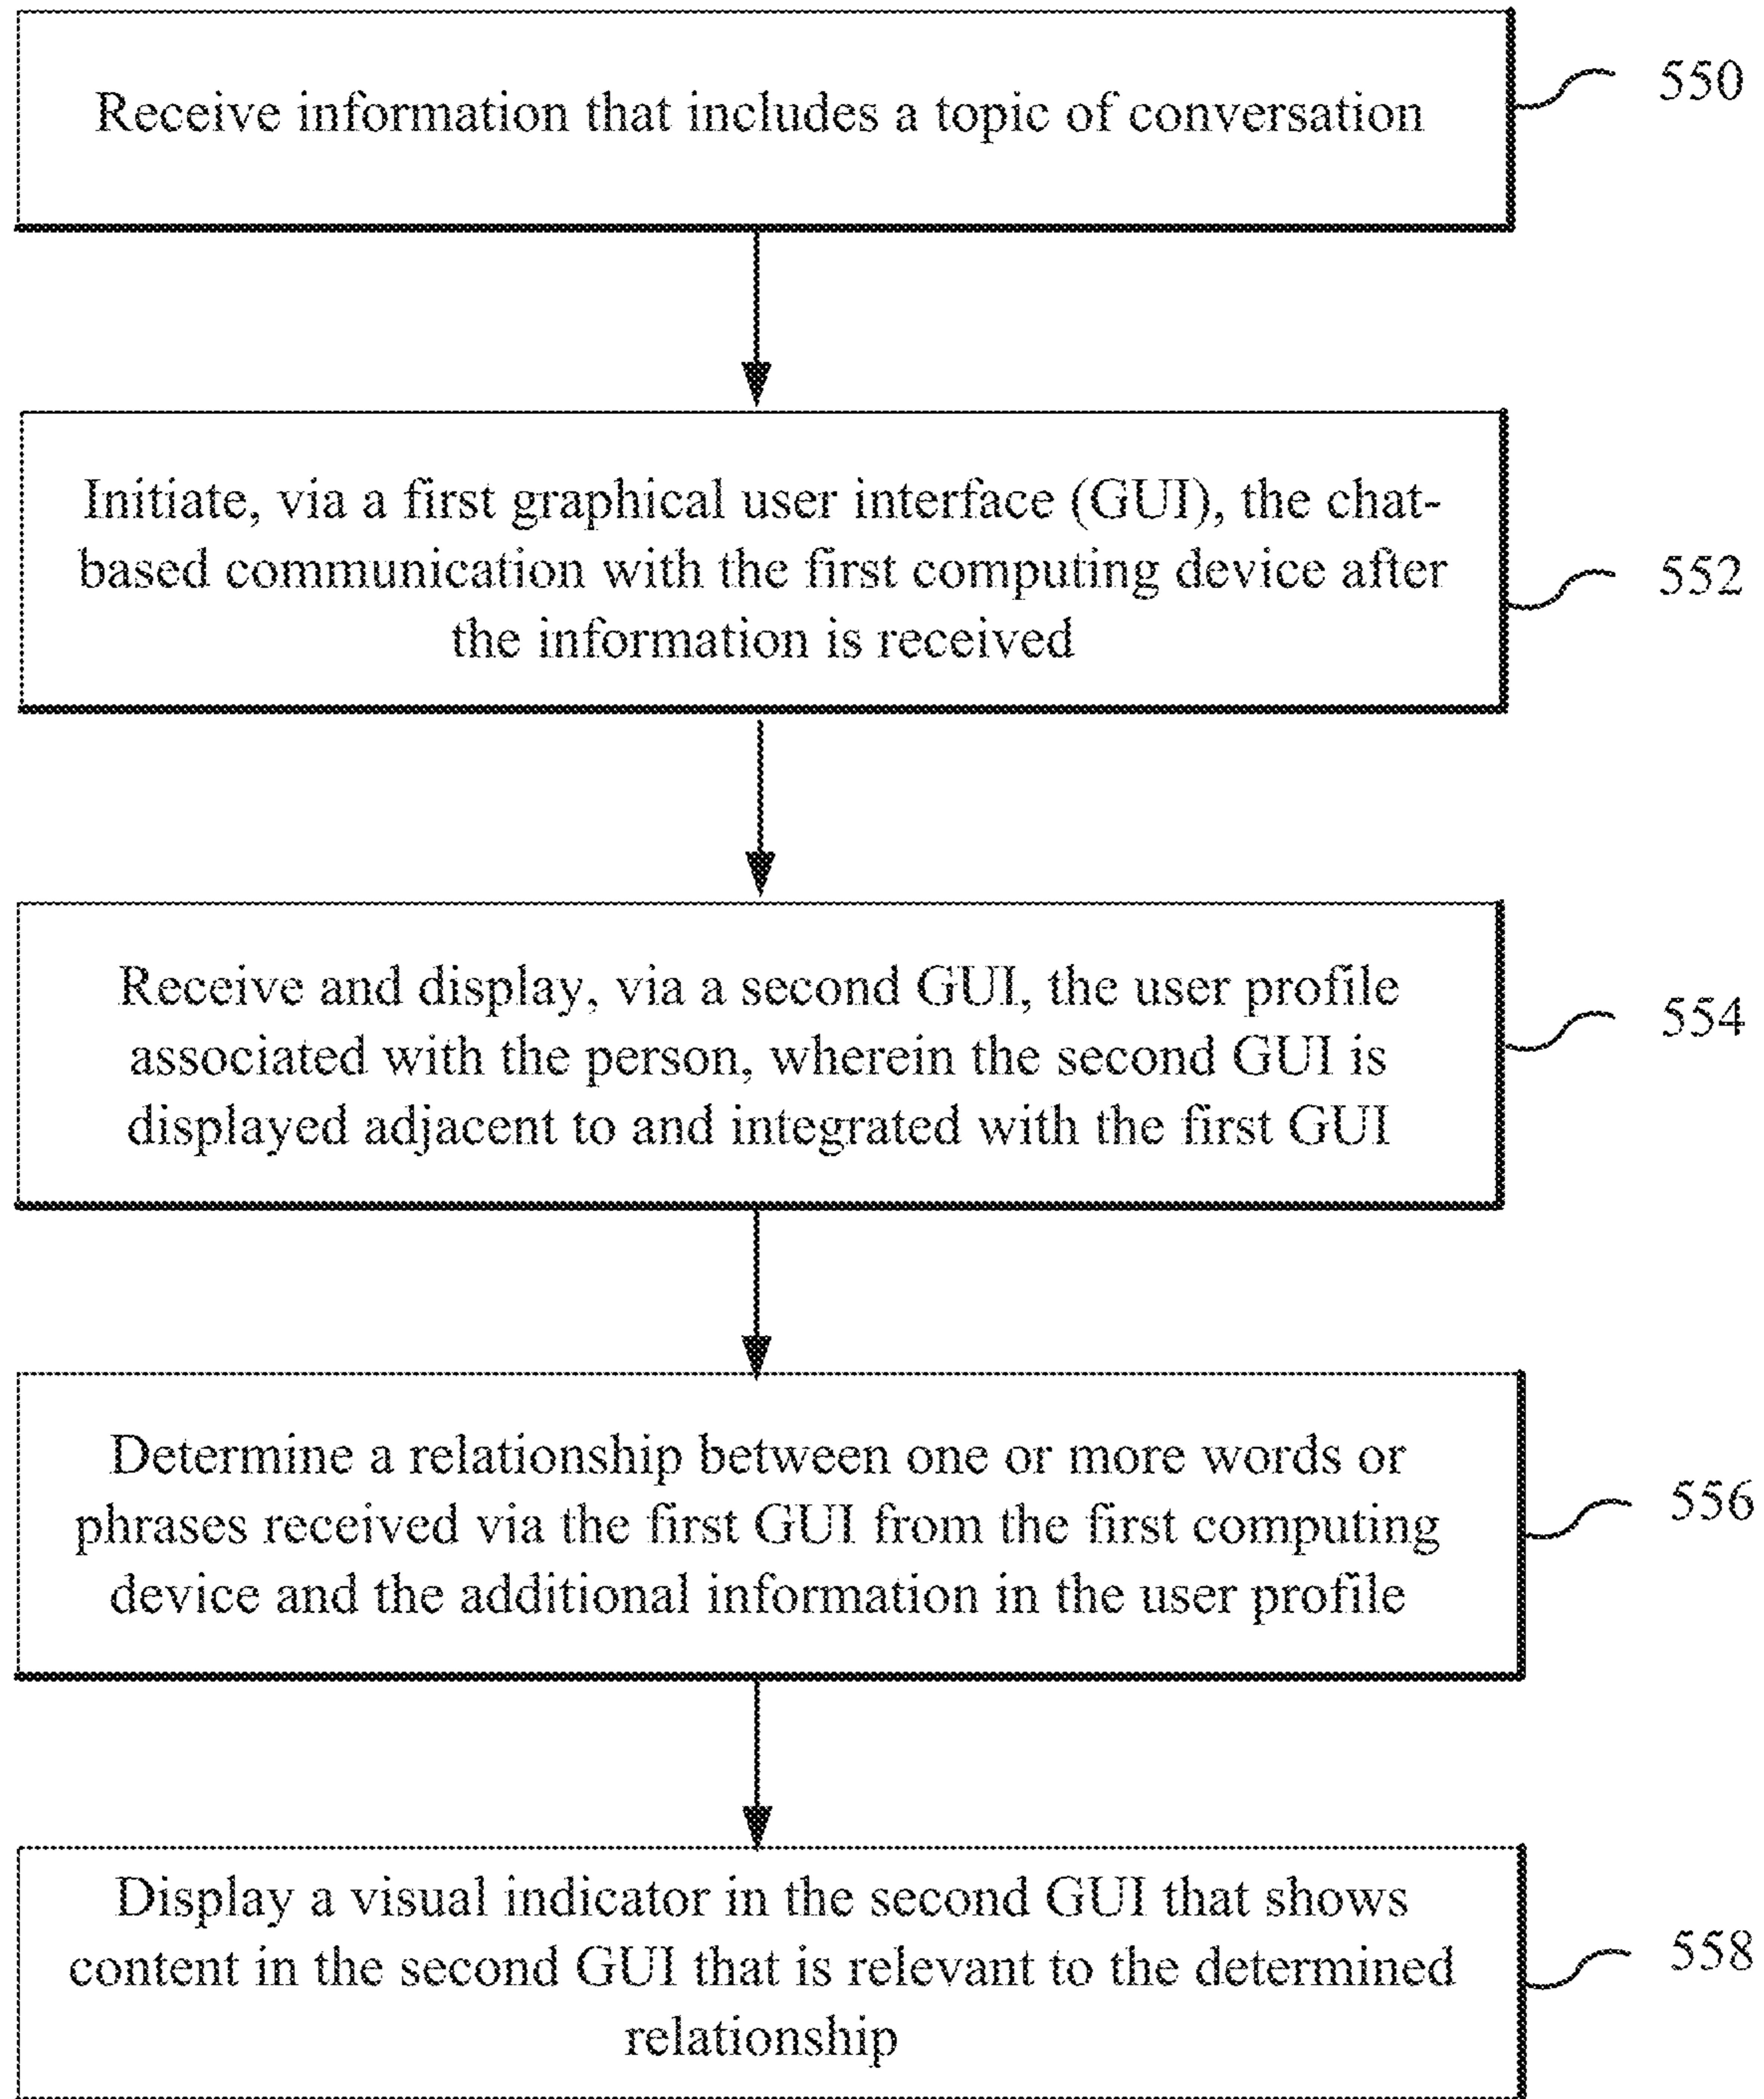 Receive information that includes a topic of conversation
550
Initiate, via a first graphical user interface (GUI), the chat-
based communication with the first computing device after
the information is received
552
Receive and display, via a second GUI, the user profile
associated with the person, wherein the second GUI is
displayed adjacent to and integrated with the first GUI
554
Determine a relationship between one or more words or
phrases received via the first GUI from the first computing
device and the additional information in the user profile
556
Display a visual indicator in the second GUI that shows
content in the second GUI that is relevant to the determined
relationship
558